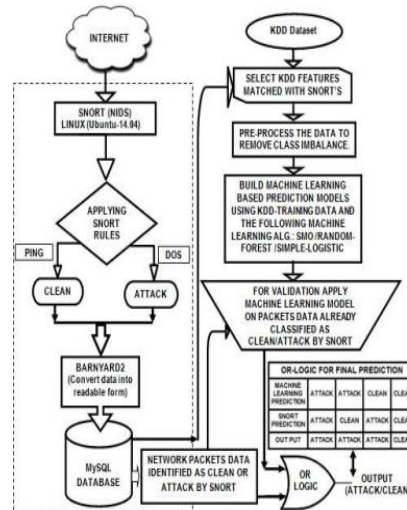 INTERNET
SNORT (NIDS)
LINUX (Ubuntu-14.04)
APPLYING
SNORT
RULES
PING
DOS
CLEAN
ATTACK
BARNYARD2
(Convert data into
readable form)
MySQL
DATABASE
NETWORK PACKETS DATA
IDENTIFIED AS CLEAN OR
ATTACK BY SNORT
KDD Dataset
SELECT KDD FEATURES
MATCHED WITH SNORT'S
PRE-PROCESS THE DATA TO
REMOVE CLASS IMBALANCE.
BUILD MACHINE LEARNING
BASED PREDICTION MODELS
USING KDD-TRAINING DATA AND
THE FOLLOWING MACHINE
LEARNING ALG.: SMO /RANDOM-
FOREST /SIMPLE-LOGISTIC
FOR VALIDATION APPLY
MACHINE LEARNING MODEL
ON PACKETS DATA ALREADY
CLASSIFIED AS
CLEAN/ATTACK BY SNORT
OR-LOGIC FOR FINAL PREDICTION
MACHINE
LEARNING
PREDICTION
ATTACK ATTACK CLEAN CLEA
SNORT
PREDICTION
ATTACK CLEAN ATTACK CLEA
OUT PUT ATTACK ATTACK ATTACK CLEA
OR
LOGIC
OUTPUT
(ATTACK/CLEAN)